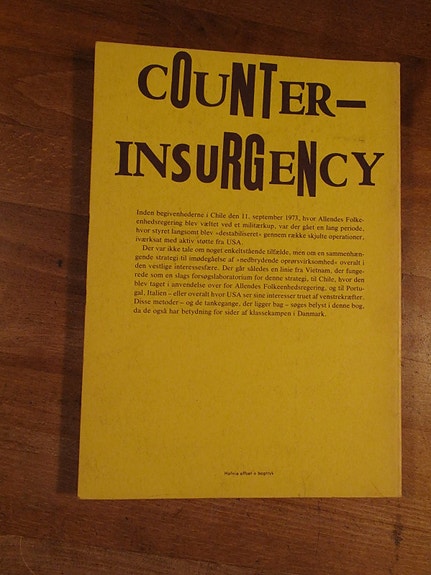 COUNTER-
INSURGENCY
Inden begivenhederne i Chile den 11. september 1973, hvor Allendes Folke-
enhedsregering blev væltet ved et militærkup, var der gået en lang periode,
hvor styret langsomt blev »destabiliseret« gennem række skjulte operationer,
iværksat med aktiv støtte fra USA.
Der var ikke tale om noget enkeltstående tilfælde, men om en sammenhæn-
gende strategi til imødegåelse af »nedbrydende oprørsvirksomhed« overalt i
den vestlige interessesfære. Der går således en linie fra Vietnam, der funge-
rede som en slags forsøgslaboratorium for denne strategi, til Chile, hvor den
blev taget i anvendelse over for Allendes Folkeenhedsregering, og til Portu-
gal, Italien – eller overalt hvor USA ser sine interesser truet af venstrekræfter.
Disse metoder – og de tankegange, der ligger bag – søges belyst i denne bog,
da de også har betydning for sider af klassekampen i Danmark.
offset